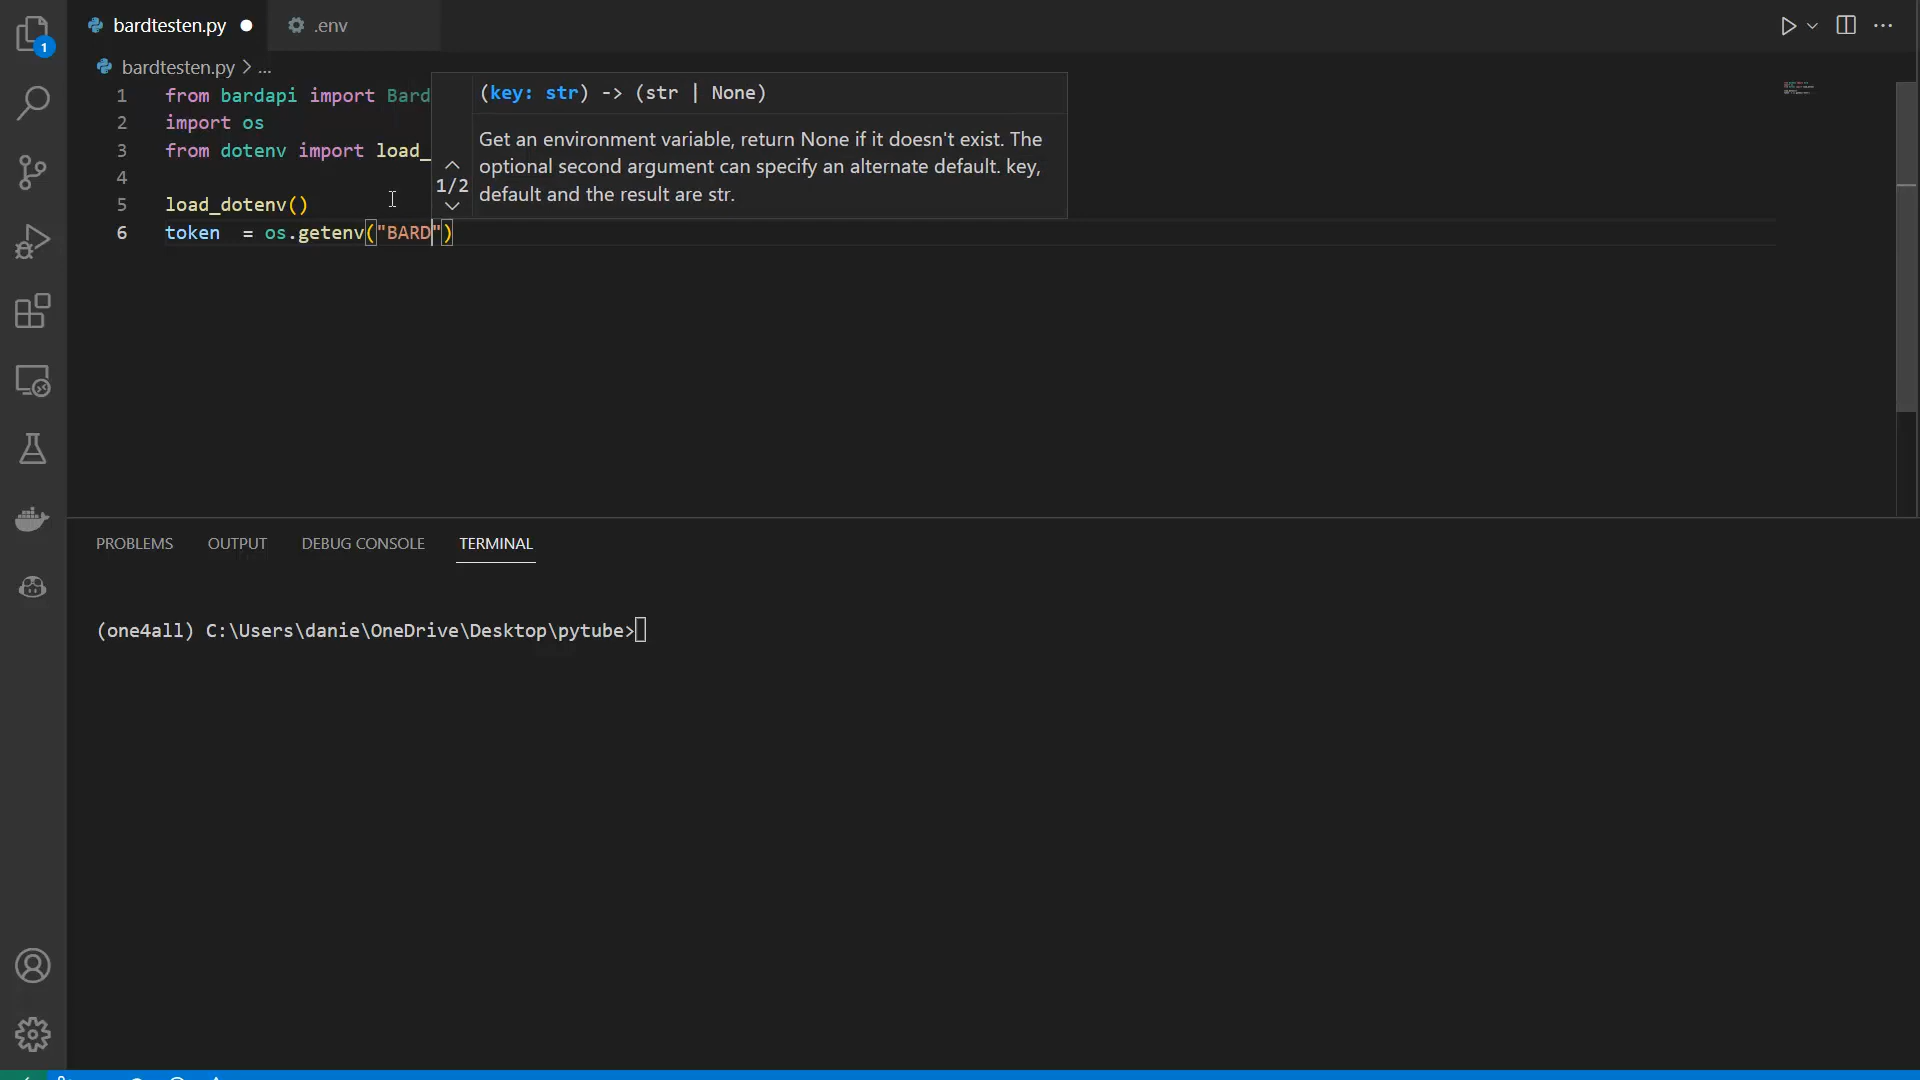 bardtesten.py
.env
bardtesten.py > ...
1
1 from bardapi import Bard
2 import os
3 from dotenv import load_
4
5 load_dotenv()
6 token  = os.getenv("BARD")
(key: str) -> (str | None)
Get an environment variable, return None if it doesn't exist. The
optional second argument can specify an alternate default. key,
default and the result are str.
1/2
PROBLEMS OUTPUT DEBUG CONSOLE TERMINAL
(one4all) C:\Users\danie\OneDrive\Desktop\pytube>